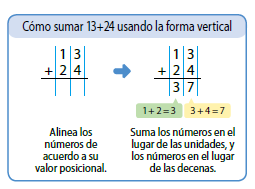 Cómo sumar 13+24 usando la forma vertical
1 3
+ 2 4
1 3
+ 2 4
3 7
1+2=3
3+4=7
Alinea los
números de
acuerdo a su
valor posicional.
Suma los números en el
lugar de las unidades, y
los números en el lugar
de las decenas.